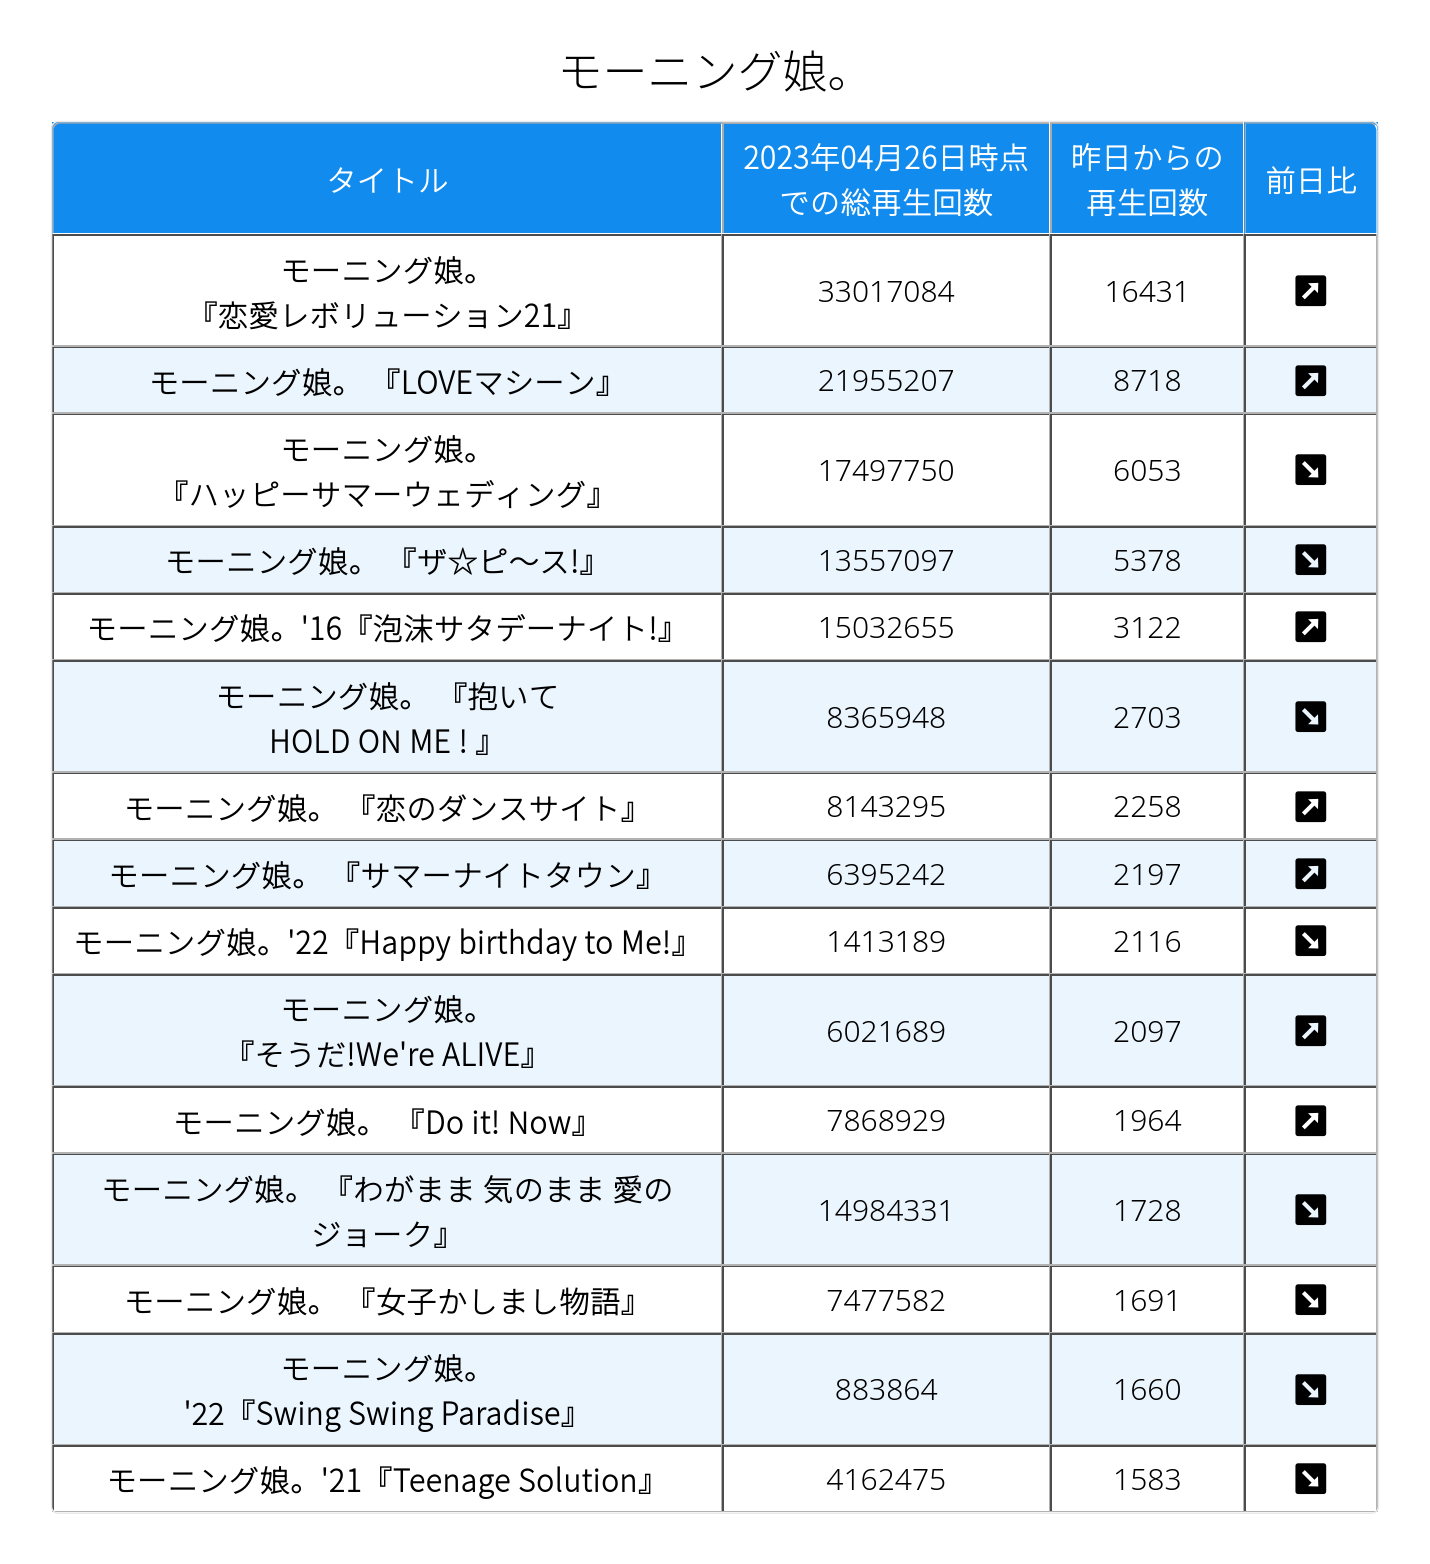 モーニング娘。
タイトル
2023年04月26日時点
での総再生回数
昨日からの
再生回数
前日比
モーニング娘。
『恋愛レボリューション21』
33017084
16431
モーニング娘。 『LOVEマシーン』
21955207
8718
モーニング娘。
『ハッピーサマーウェディング』
17497750
6053
モーニング娘。 『ザ☆ピ〜ス!』
13557097
5378
モーニング娘。'16『泡沫サタデーナイト!』
15032655
3122
モーニング娘。 『抱いて
HOLD ON ME ! 』
8365948
2703
モーニング娘。 『恋のダンスサイト』
8143295
2258
モーニング娘。 『サマーナイトタウン』
6395242
2197
モーニング娘。'22『Happy birthday to Me!』
1413189
2116
モーニング娘。
『そうだ!We're ALIVE』
6021689
2097
モーニング娘。 『Do it! Now』
7868929
1964
モーニング娘。 『わがまま 気のまま 愛の
ジョーク』
14984331
1728
モーニング娘。 『女子かしまし物語』
7477582
1691
モーニング娘。
'22『Swing Swing Paradise』
883864
1660
モーニング娘。'21『Teenage Solution』
4162475
1583